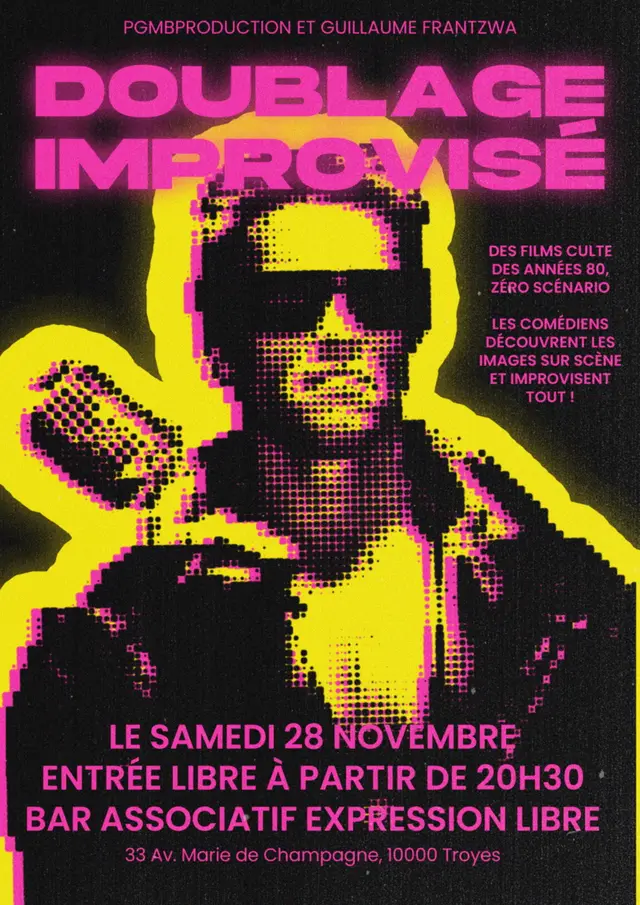 PGMBPRODUCTION ET GUILLAUME FRANTZWA
DOUBLAGE
IMPROVISÉ
DES FILMS CULTE
DES ANNÉES 80,
ZÉRO SCÉNARIO
LES COMÉDIENS
DÉCOUVRENT LES
IMAGES SUR SCÈNE
ET IMPROVISENT
TOUT !
LE SAMEDI 28 NOVEMBRE
ENTRÉE LIBRE À PARTIR DE 20H30
BAR ASSOCIATIF EXPRESSION LIBRE
33 Av. Marie de Champagne, 10000 Troyes